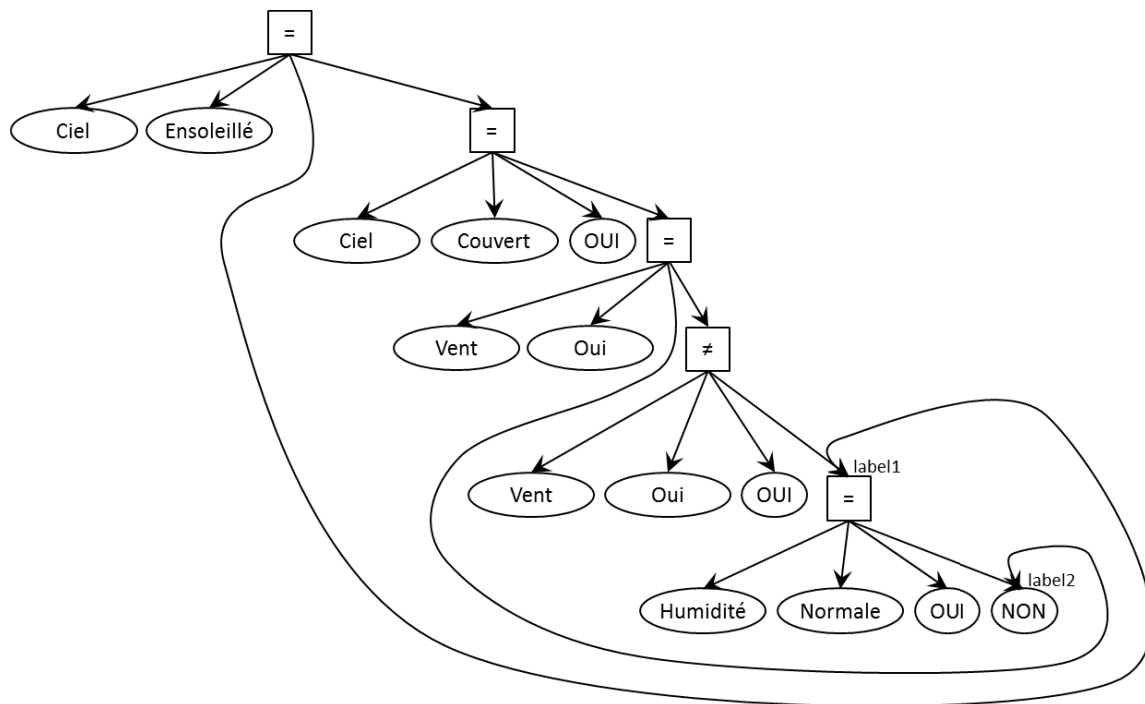 =
Ciel Ensoleillé =
Ciel Couvert OUI =
Vent Oui ≠
label1
Vent Oui OUI =
label2
Humidité Normale OUI NON